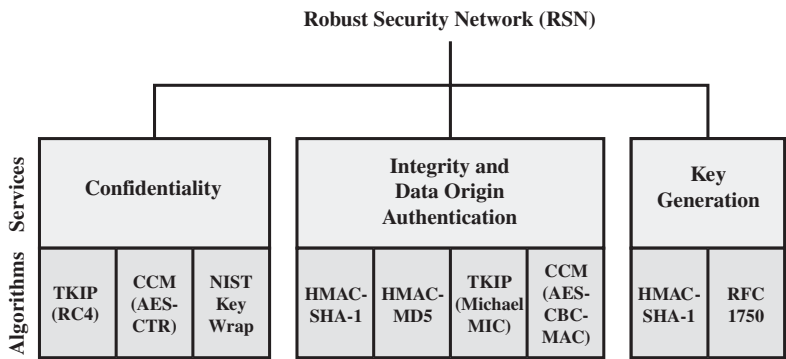 Robust Security Network (RSN)
Services
Confidentiality
Integrity and
Data Origin
Authentication
Key
Generation
Algorithms
TKIP
(RC4)
CCM
(AES-
CTR)
NIST
Key
Wrap
HMAC-
SHA-1
HMAC-
MD5
TKIP
(Michael
MIC)
CCM
(AES-
CBC-
MAC)
HMAC-
SHA-1
RFC
1750